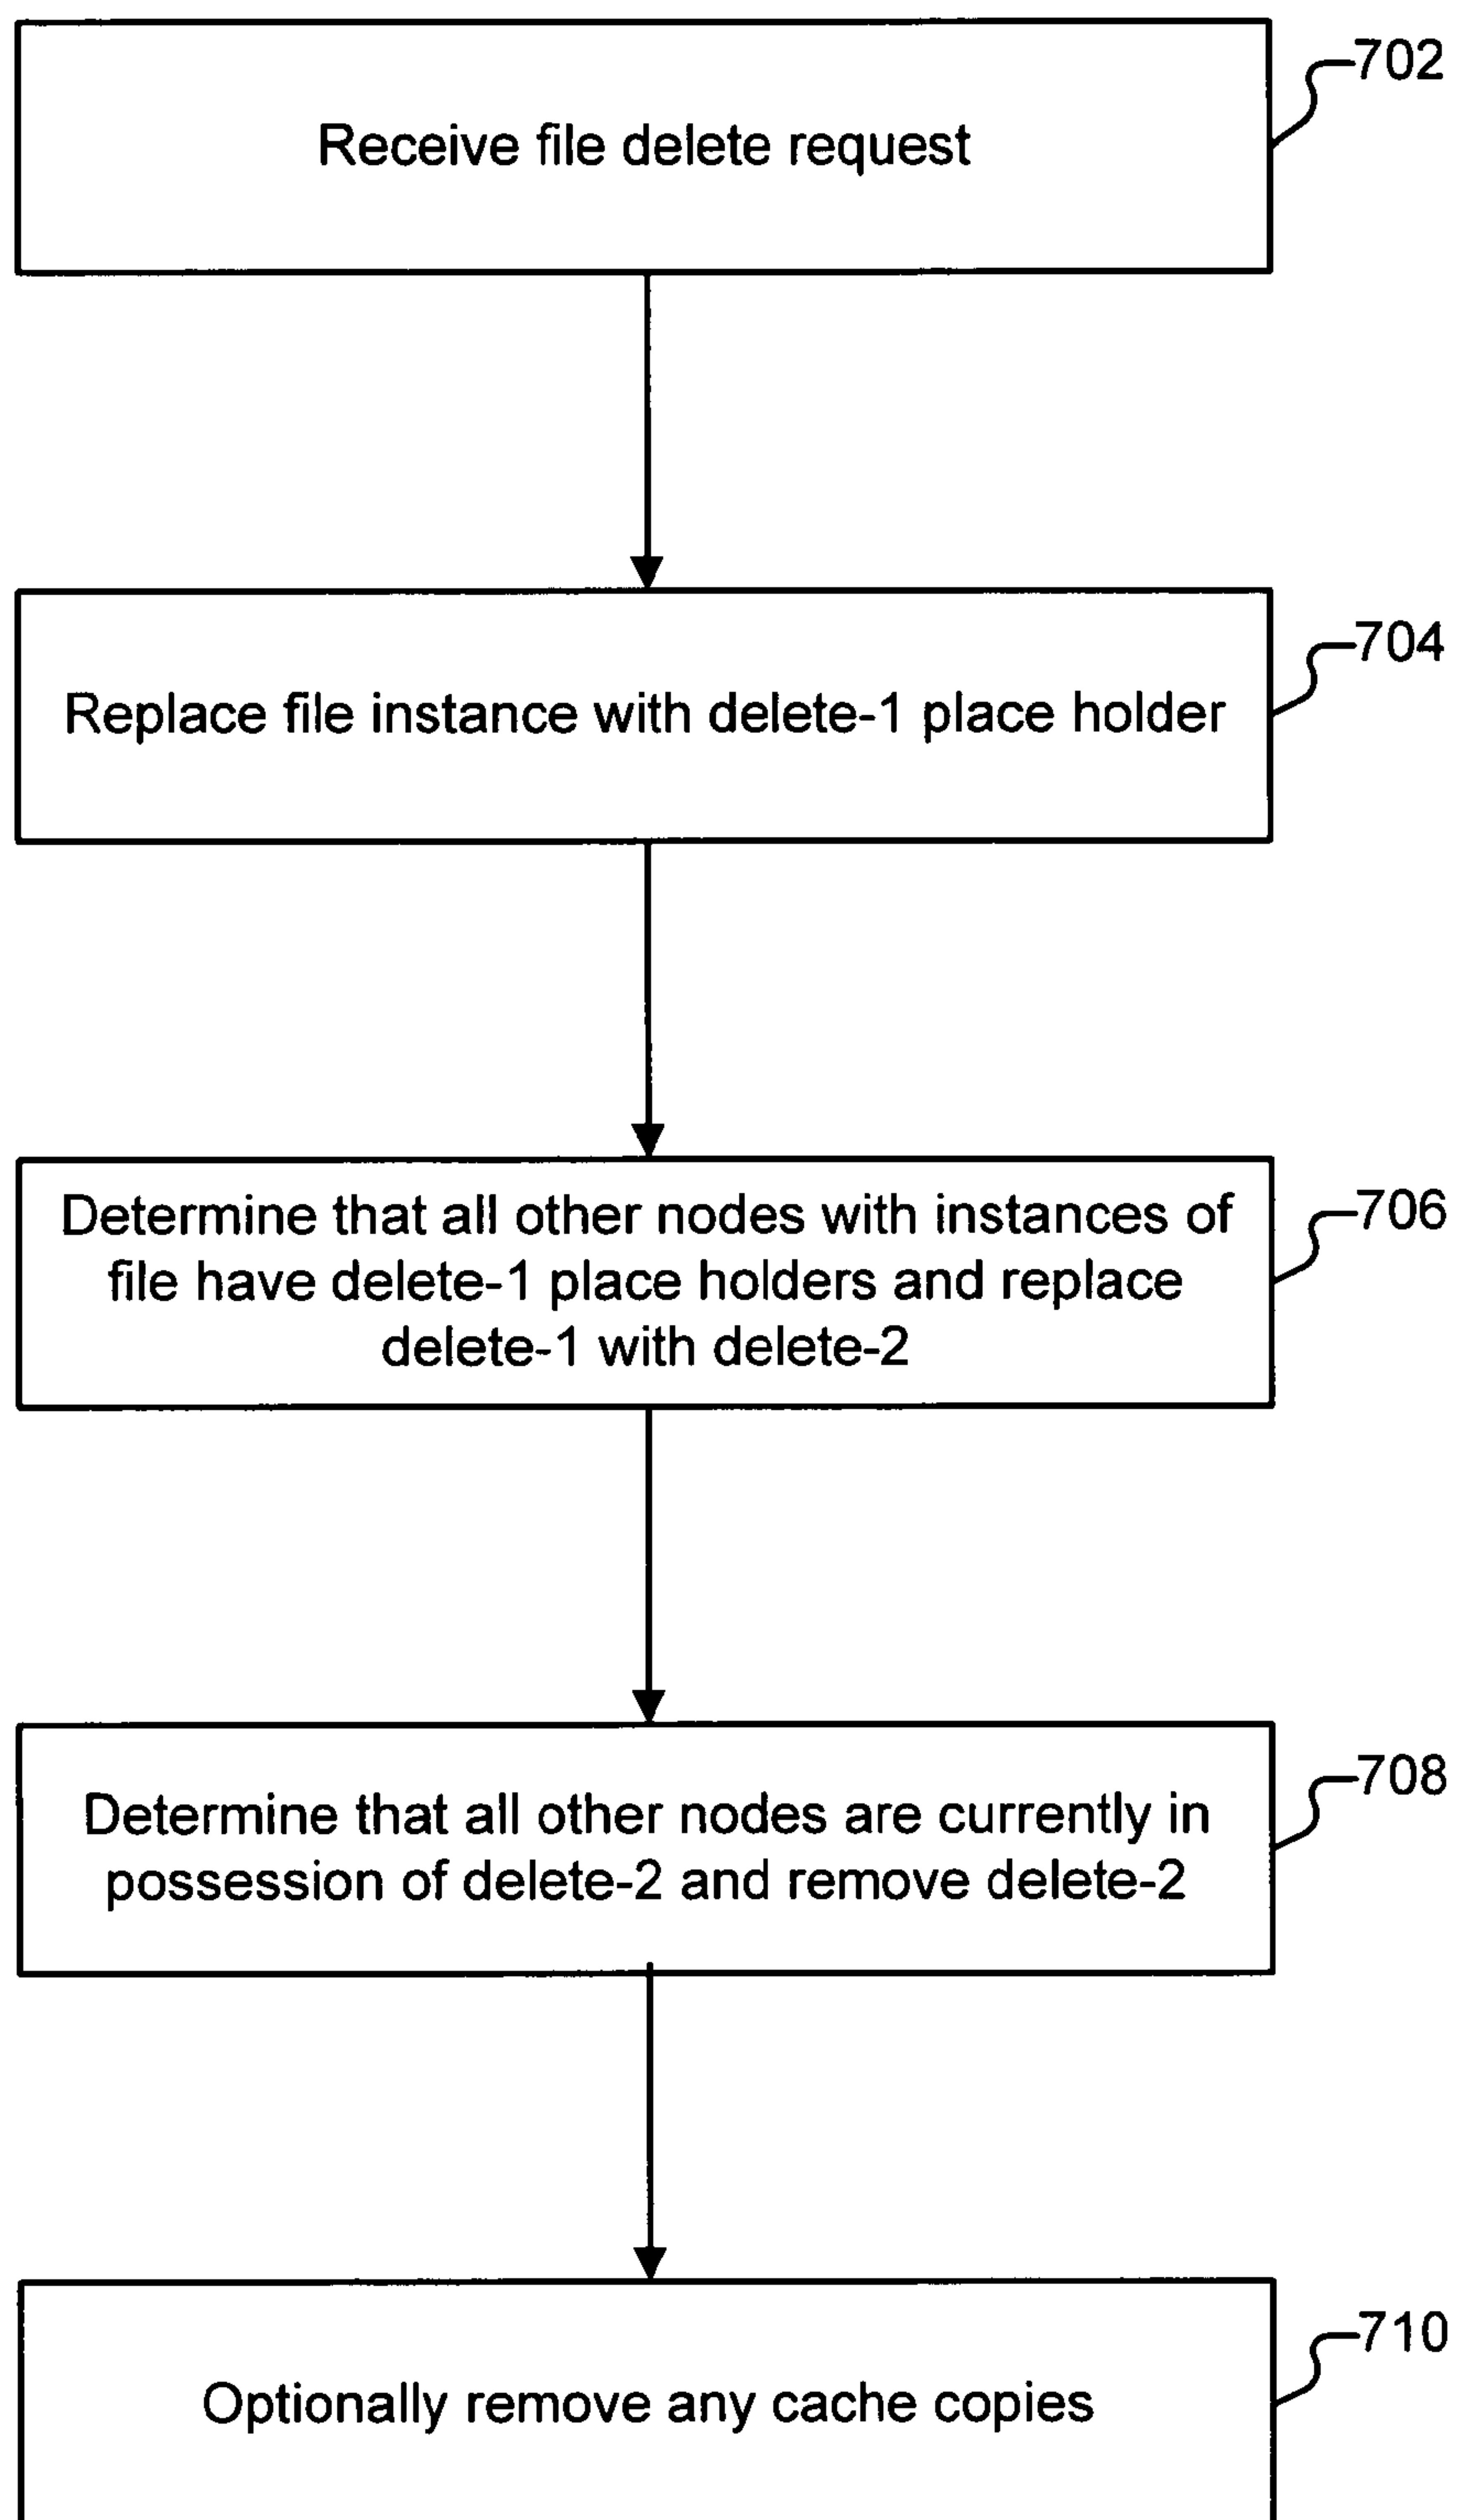 702
Receive file delete request
704
Replace file instance with delete-1 place holder
706
Determine that all other nodes with instances of
file have delete-1 place holders and replace
delete-1 with delete-2
708
Determine that all other nodes are currently in
possession of delete-2 and remove delete-2
710
Optionally remove any cache copies